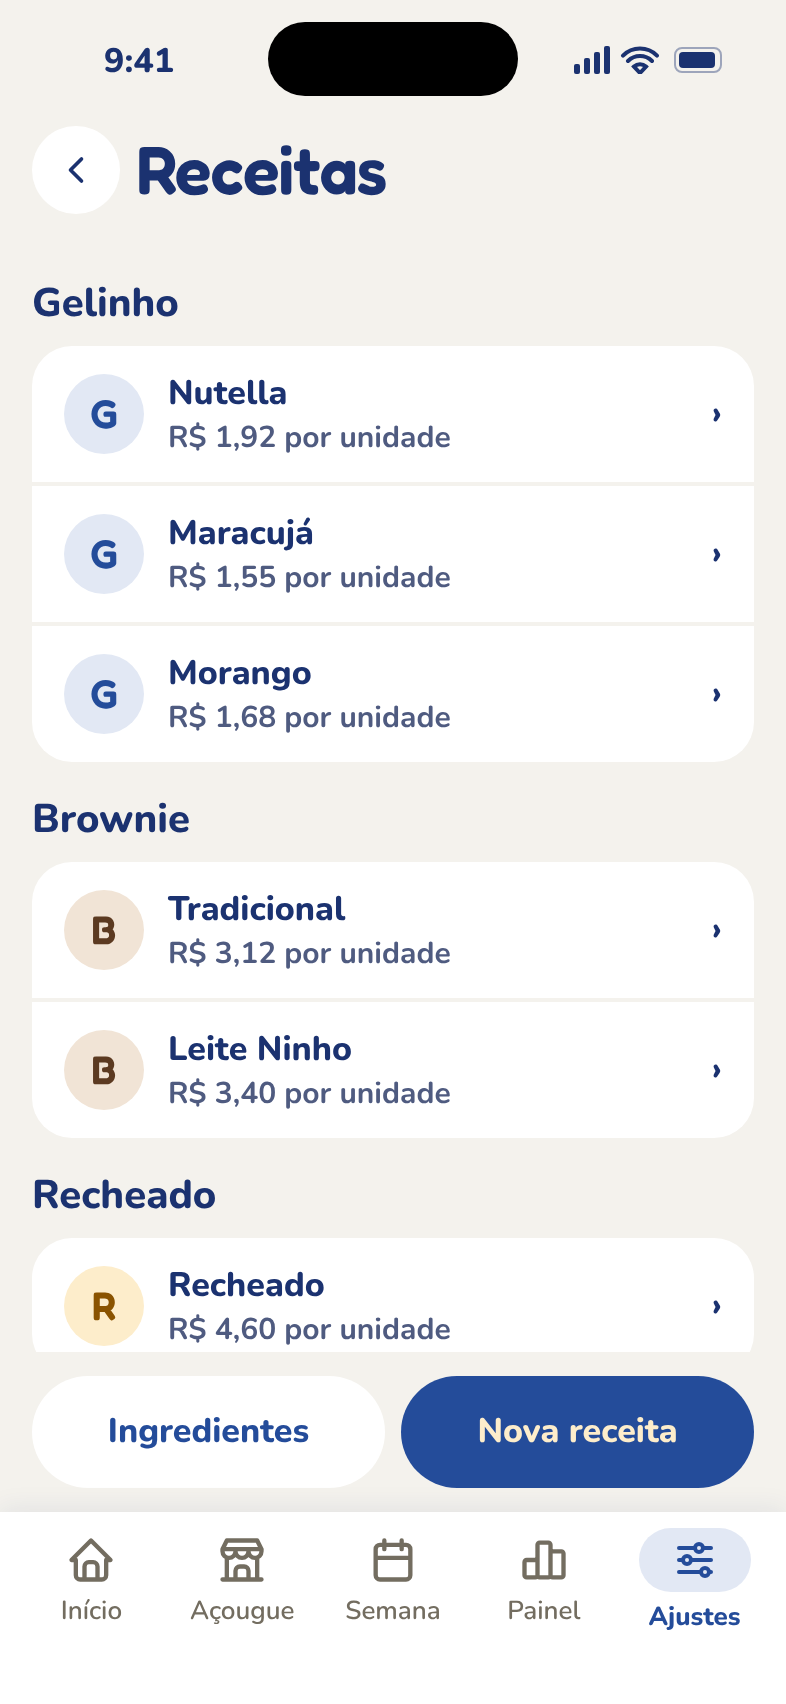 9:41
Receitas
Gelinho
G
Nutella
R$ 1,92 por unidade
›
G
Maracujá
R$ 1,55 por unidade
›
G
Morango
R$ 1,68 por unidade
›
Brownie
B
Tradicional
R$ 3,12 por unidade
›
B
Leite Ninho
R$ 3,40 por unidade
›
Recheado
R
Recheado
R$ 4,60 por unidade
›
Ingredientes
Nova receita
Início
Açougue
Semana
Painel
Ajustes